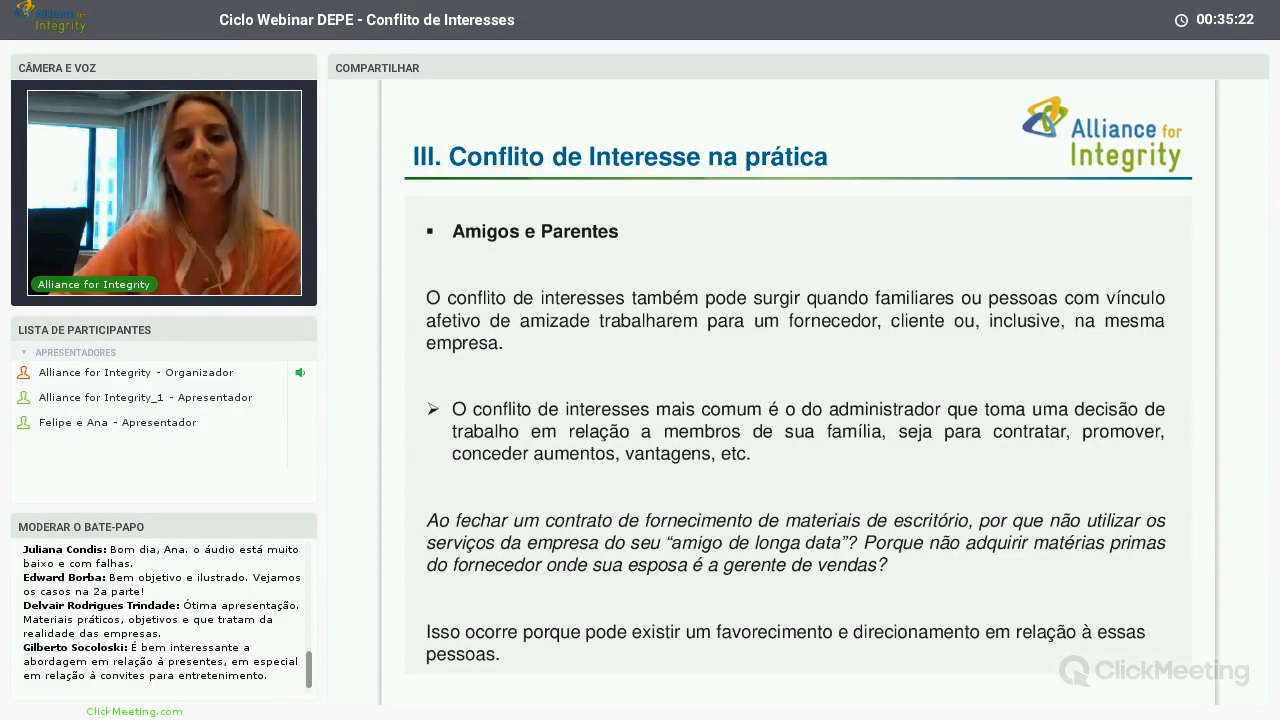 Alliance for
Integrity
Ciclo Webinar DEPE - Conflito de Interesses
00:35:22
CÂMERA E VOZ
Alliance for Integrity
LISTA DE PARTICIPANTES
APRESENTADORES
Alliance for Integrity - Organizador
Alliance for Integrity_1 - Apresentador
Felipe e Ana - Apresentador
MODERAR O BATE-PAPO
Juliana Condis: Bom dia, Ana. o áudio está muito
baixo e com falhas.
Edward Borba: Bem objetivo e ilustrado. Vejamos
os casos na 2a parte!
Delvair Rodrigues Trindade: Ótima apresentação.
Materiais práticos, objetivos e que tratam da
realidade das empresas.
Gilberto Socoloski: É bem interessante a
abordagem em relação à presentes, em especial
em relação à convites para entretenimento.
ClickMeeting.com
COMPARTILHAR
Alliance for
Integrity
III. Conflito de Interesse na prática
▪ Amigos e Parentes
O conflito de interesses também pode surgir quando familiares ou pessoas com vínculo
afetivo de amizade trabalharem para um fornecedor, cliente ou, inclusive, na mesma
empresa.
➢ O conflito de interesses mais comum é o do administrador que toma uma decisão de
trabalho em relação a membros de sua família, seja para contratar, promover,
conceder aumentos, vantagens, etc.
Ao fechar um contrato de fornecimento de materiais de escritório, por que não utilizar os
serviços da empresa do seu “amigo de longa data”? Porque não adquirir matérias primas
do fornecedor onde sua esposa é a gerente de vendas?
Isso ocorre porque pode existir um favorecimento e direcionamento em relação à essas
pessoas.
ClickMeeting